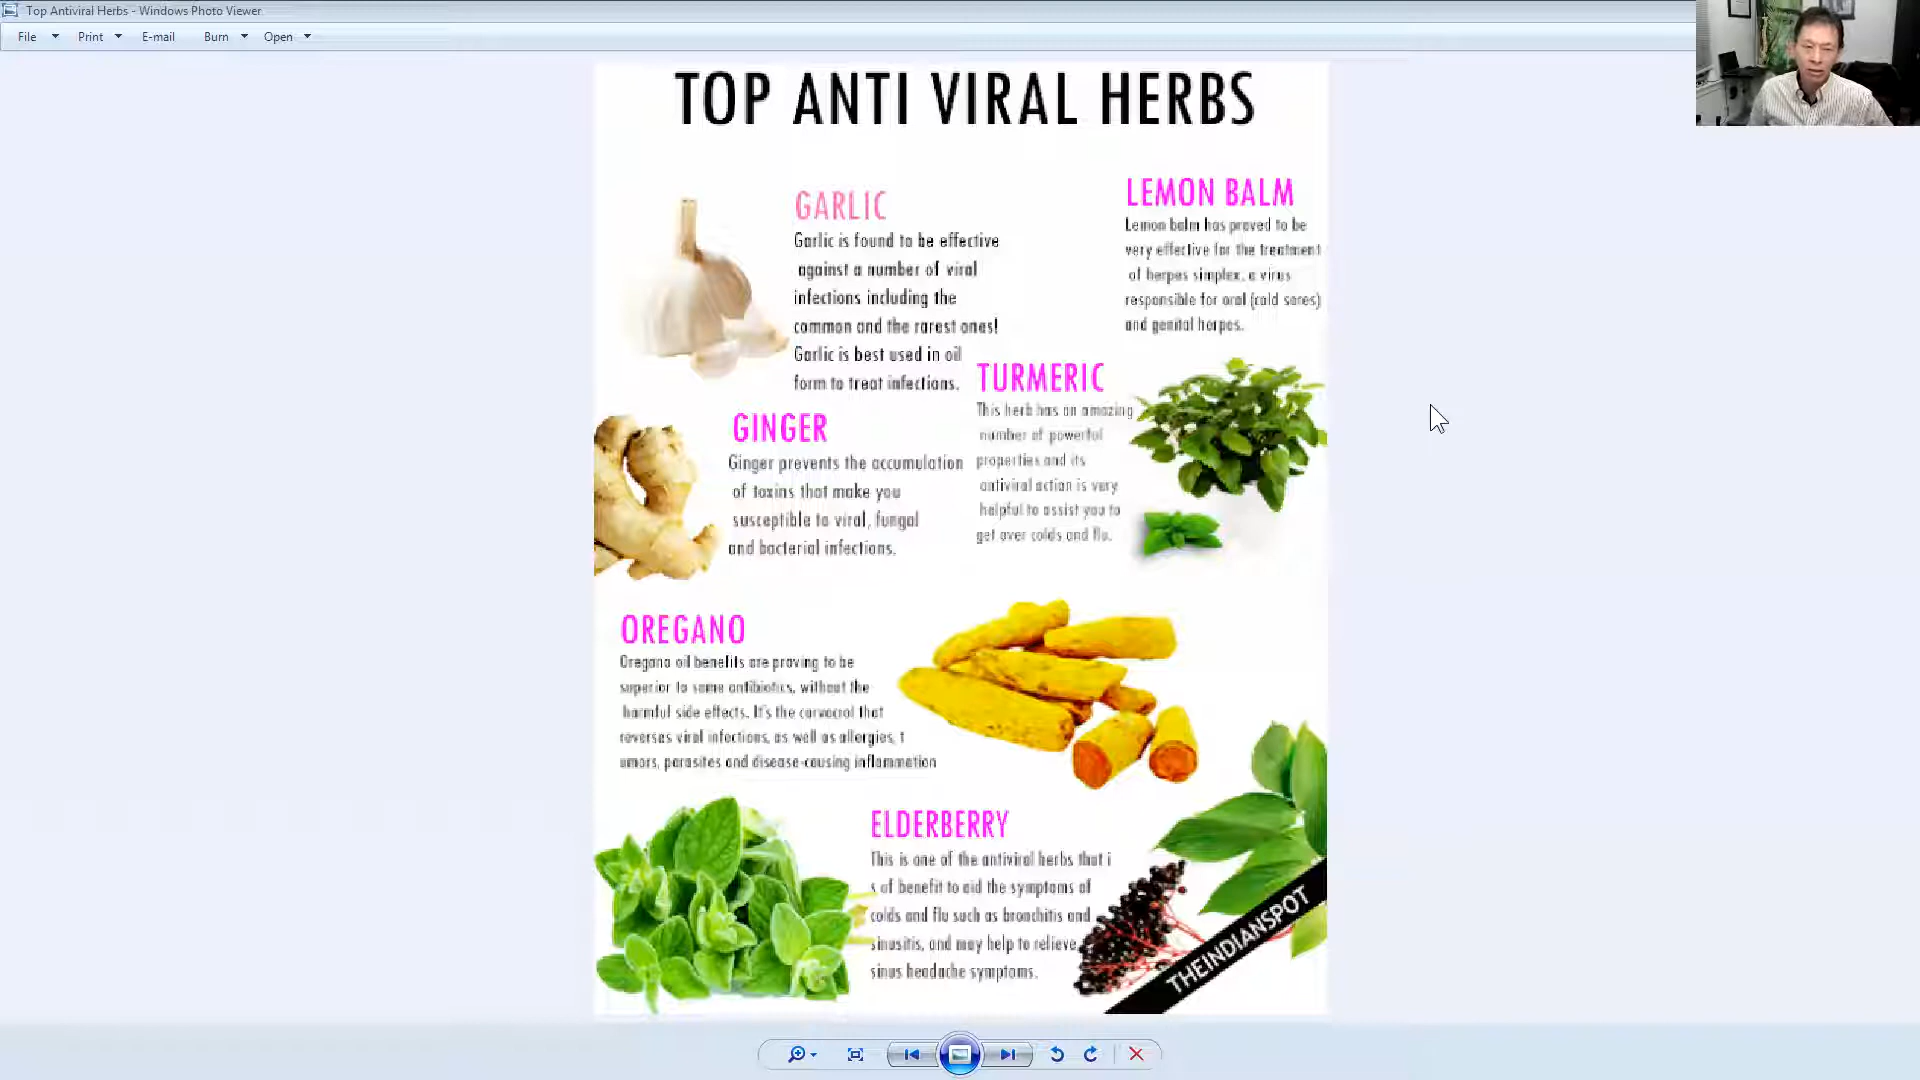 Top Antiviral Herbs - Windows Photo Viewer
File Print E-mail Burn Open
TOP ANTI VIRAL HERBS
GARLIC
Garlic is found to be effective
against a number of viral
infections including the
common and the rarest ones!
Garlic is best used in oil
form to treat infections.
LEMON BALM
Lemon balm has proved to be
very effective for the treatment
of herpes simplex, a virus
responsible for oral (cold sores)
and genital herpes.
GINGER
Ginger prevents the accumulation
of toxins that make you
susceptible to viral, fungal
and bacterial infections.
TURMERIC
This herb has an amazing
number of powerful
properties and its
antiviral action is very
helpful to assist you to
get over colds and flu.
OREGANO
Oregano oil benefits are proving to be
superior to some antibiotics, without the
harmful side effects. It's the carvacrol that
reverses viral infections, as well as allergies, t
umors, parasites and disease-causing inflammation
ELDERBERRY
This is one of the antiviral herbs that i
s of benefit to aid the symptoms of
colds and flu such as bronchitis and
sinusitis, and may help to relieve
sinus headache symptoms.
THEINDIANSPOT